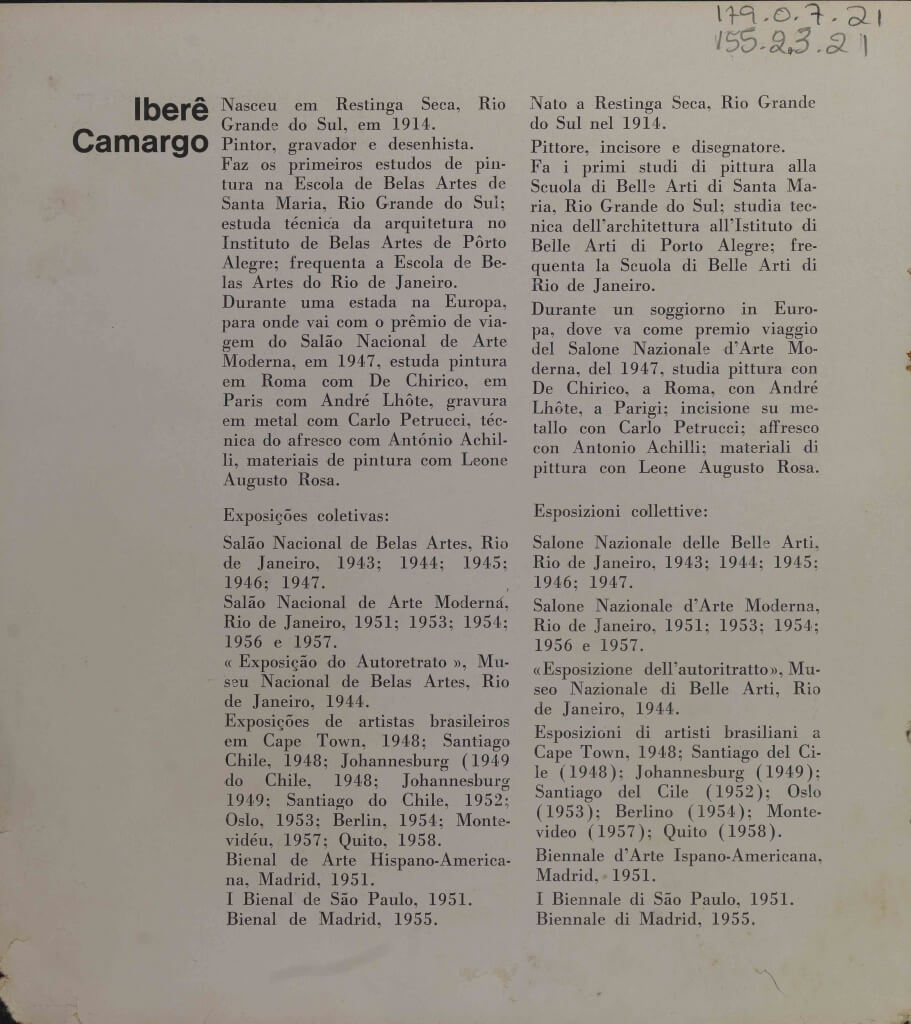 179.0.7.21
155.2.3.21
Iberê
Camargo
Nasceu em Restinga Seca, Rio
Grande do Sul, em 1914.
Pintor, gravador e desenhista.
Faz os primeiros estudos de pin-
tura na Escola de Belas Artes de
Santa Maria, Rio Grande do Sul;
estuda técnica da arquitetura no
Instituto de Belas Artes de Pôrto
Alegre; frequenta a Escola de Be-
las Artes do Rio de Janeiro.
Durante uma estada na Europa,
para onde vai com o prêmio de via-
gem do Salão Nacional de Arte
Moderna, em 1947, estuda pintura
em Roma com De Chirico, em
Paris com André Lhôte, gravura
em metal com Carlo Petrucci, téc-
nica do afresco com António Achil-
li, materiais de pintura com Leone
Augusto Rosa.
Exposições coletivas:
Salão Nacional de Belas Artes, Rio
de Janeiro, 1943; 1944; 1945;
1946; 1947.
Salão Nacional de Arte Moderna,
Rio de Janeiro, 1951; 1953; 1954;
1956 e 1957.
« Exposição do Autoretrato », Mu-
seu Nacional de Belas Artes, Rio
de Janeiro, 1944.
Exposições de artistas brasileiros
em Cape Town, 1948; Santiago
Chile, 1948; Johannesburg (1949
do Chile, 1948; Johannesburg
1949; Santiago do Chile, 1952;
Oslo, 1953; Berlin, 1954; Monte-
vidéu, 1957; Quito, 1958.
Bienal de Arte Hispano-America-
na, Madrid, 1951.
I Bienal de São Paulo, 1951.
Bienal de Madrid, 1955.
Nato a Restinga Seca, Rio Grande
do Sul nel 1914.
Pittore, incisore e disegnatore.
Fa i primi studi di pittura alla
Scuola di Belle Arti di Santa Ma-
ria, Rio Grande do Sul; studia tec-
nica dell'architettura all'Istituto di
Belle Arti di Porto Alegre; fre-
quenta la Scuola di Belle Arti di
Rio de Janeiro.
Durante un soggiorno in Euro-
pa, dove va come premio viaggio
del Salone Nazionale d'Arte Mo-
derna, del 1947, studia pittura con
De Chirico, a Roma, con André
Lhôte, a Parigi; incisione su me-
tallo con Carlo Petrucci; affresco
con Antonio Achilli; materiali di
pittura con Leone Augusto Rosa.
Esposizioni collettive:
Salone Nazionale delle Belle Arti,
Rio de Janeiro, 1943; 1944; 1945;
1946; 1947.
Salone Nazionale d'Arte Moderna,
Rio de Janeiro, 1951; 1953; 1954;
1956 e 1957.
«Esposizione dell'autoritratto», Mu-
seo Nazionale di Belle Arti, Rio
de Janeiro, 1944.
Esposizioni di artisti brasiliani a
Cape Town, 1948; Santiago del Ci-
le (1948); Johannesburg (1949);
Santiago del Cile (1952); Oslo
(1953); Berlino (1954); Monte-
video (1957); Quito (1958).
Biennale d'Arte Ispano-Americana,
Madrid, 1951.
I Biennale di São Paulo, 1951.
Biennale di Madrid, 1955.